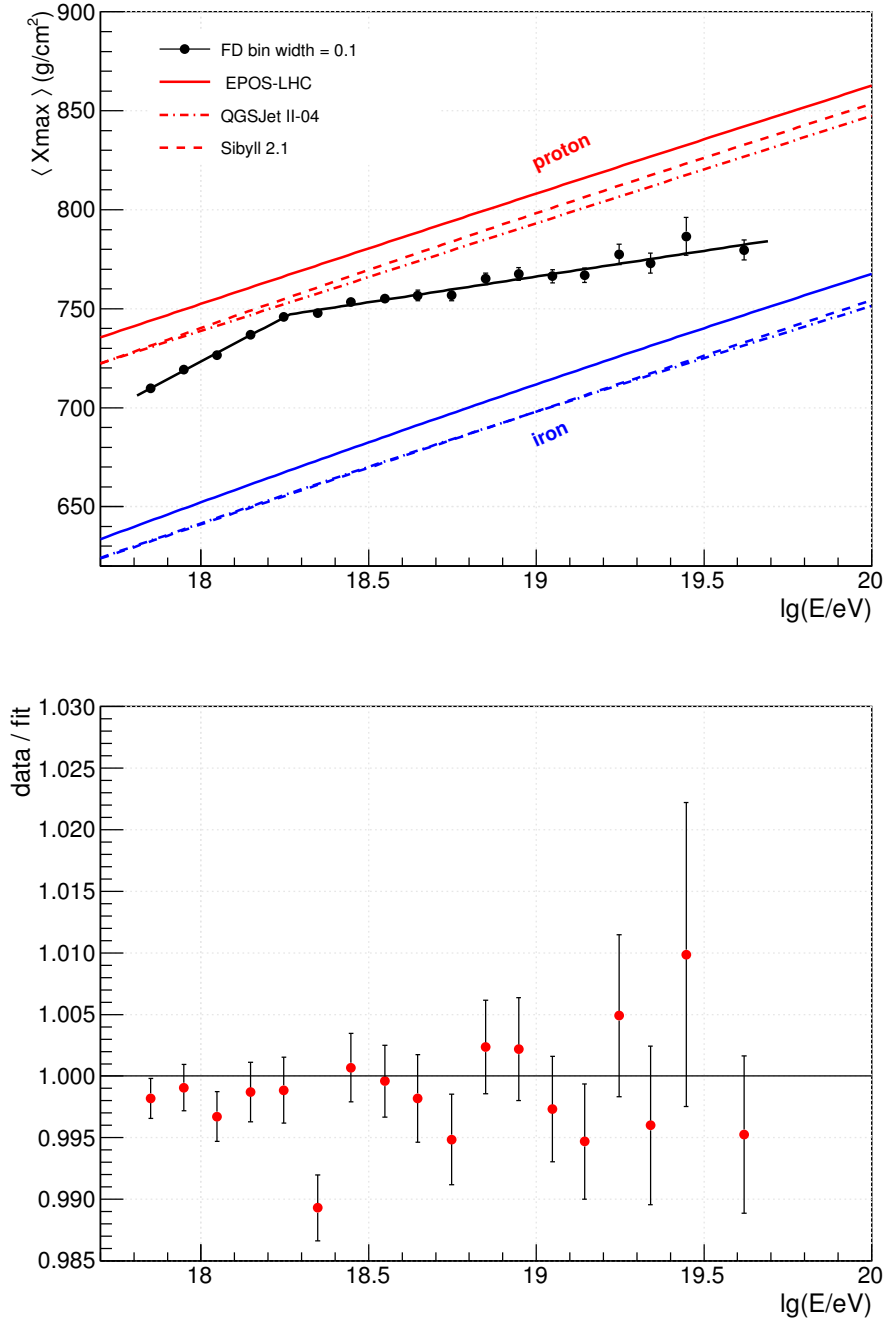 900
850
800
750
700
650
⟨ Xmax ⟩ (g/cm²)
FD bin width = 0.1
EPOS-LHC
QGSJet II-04
Sibyll 2.1
proton
iron
18 18.5 19 19.5 20
lg(E/eV)
1.030
1.025
1.020
1.015
1.010
1.005
1.000
0.995
0.990
0.985
data / fit
18 18.5 19 19.5 20
lg(E/eV)